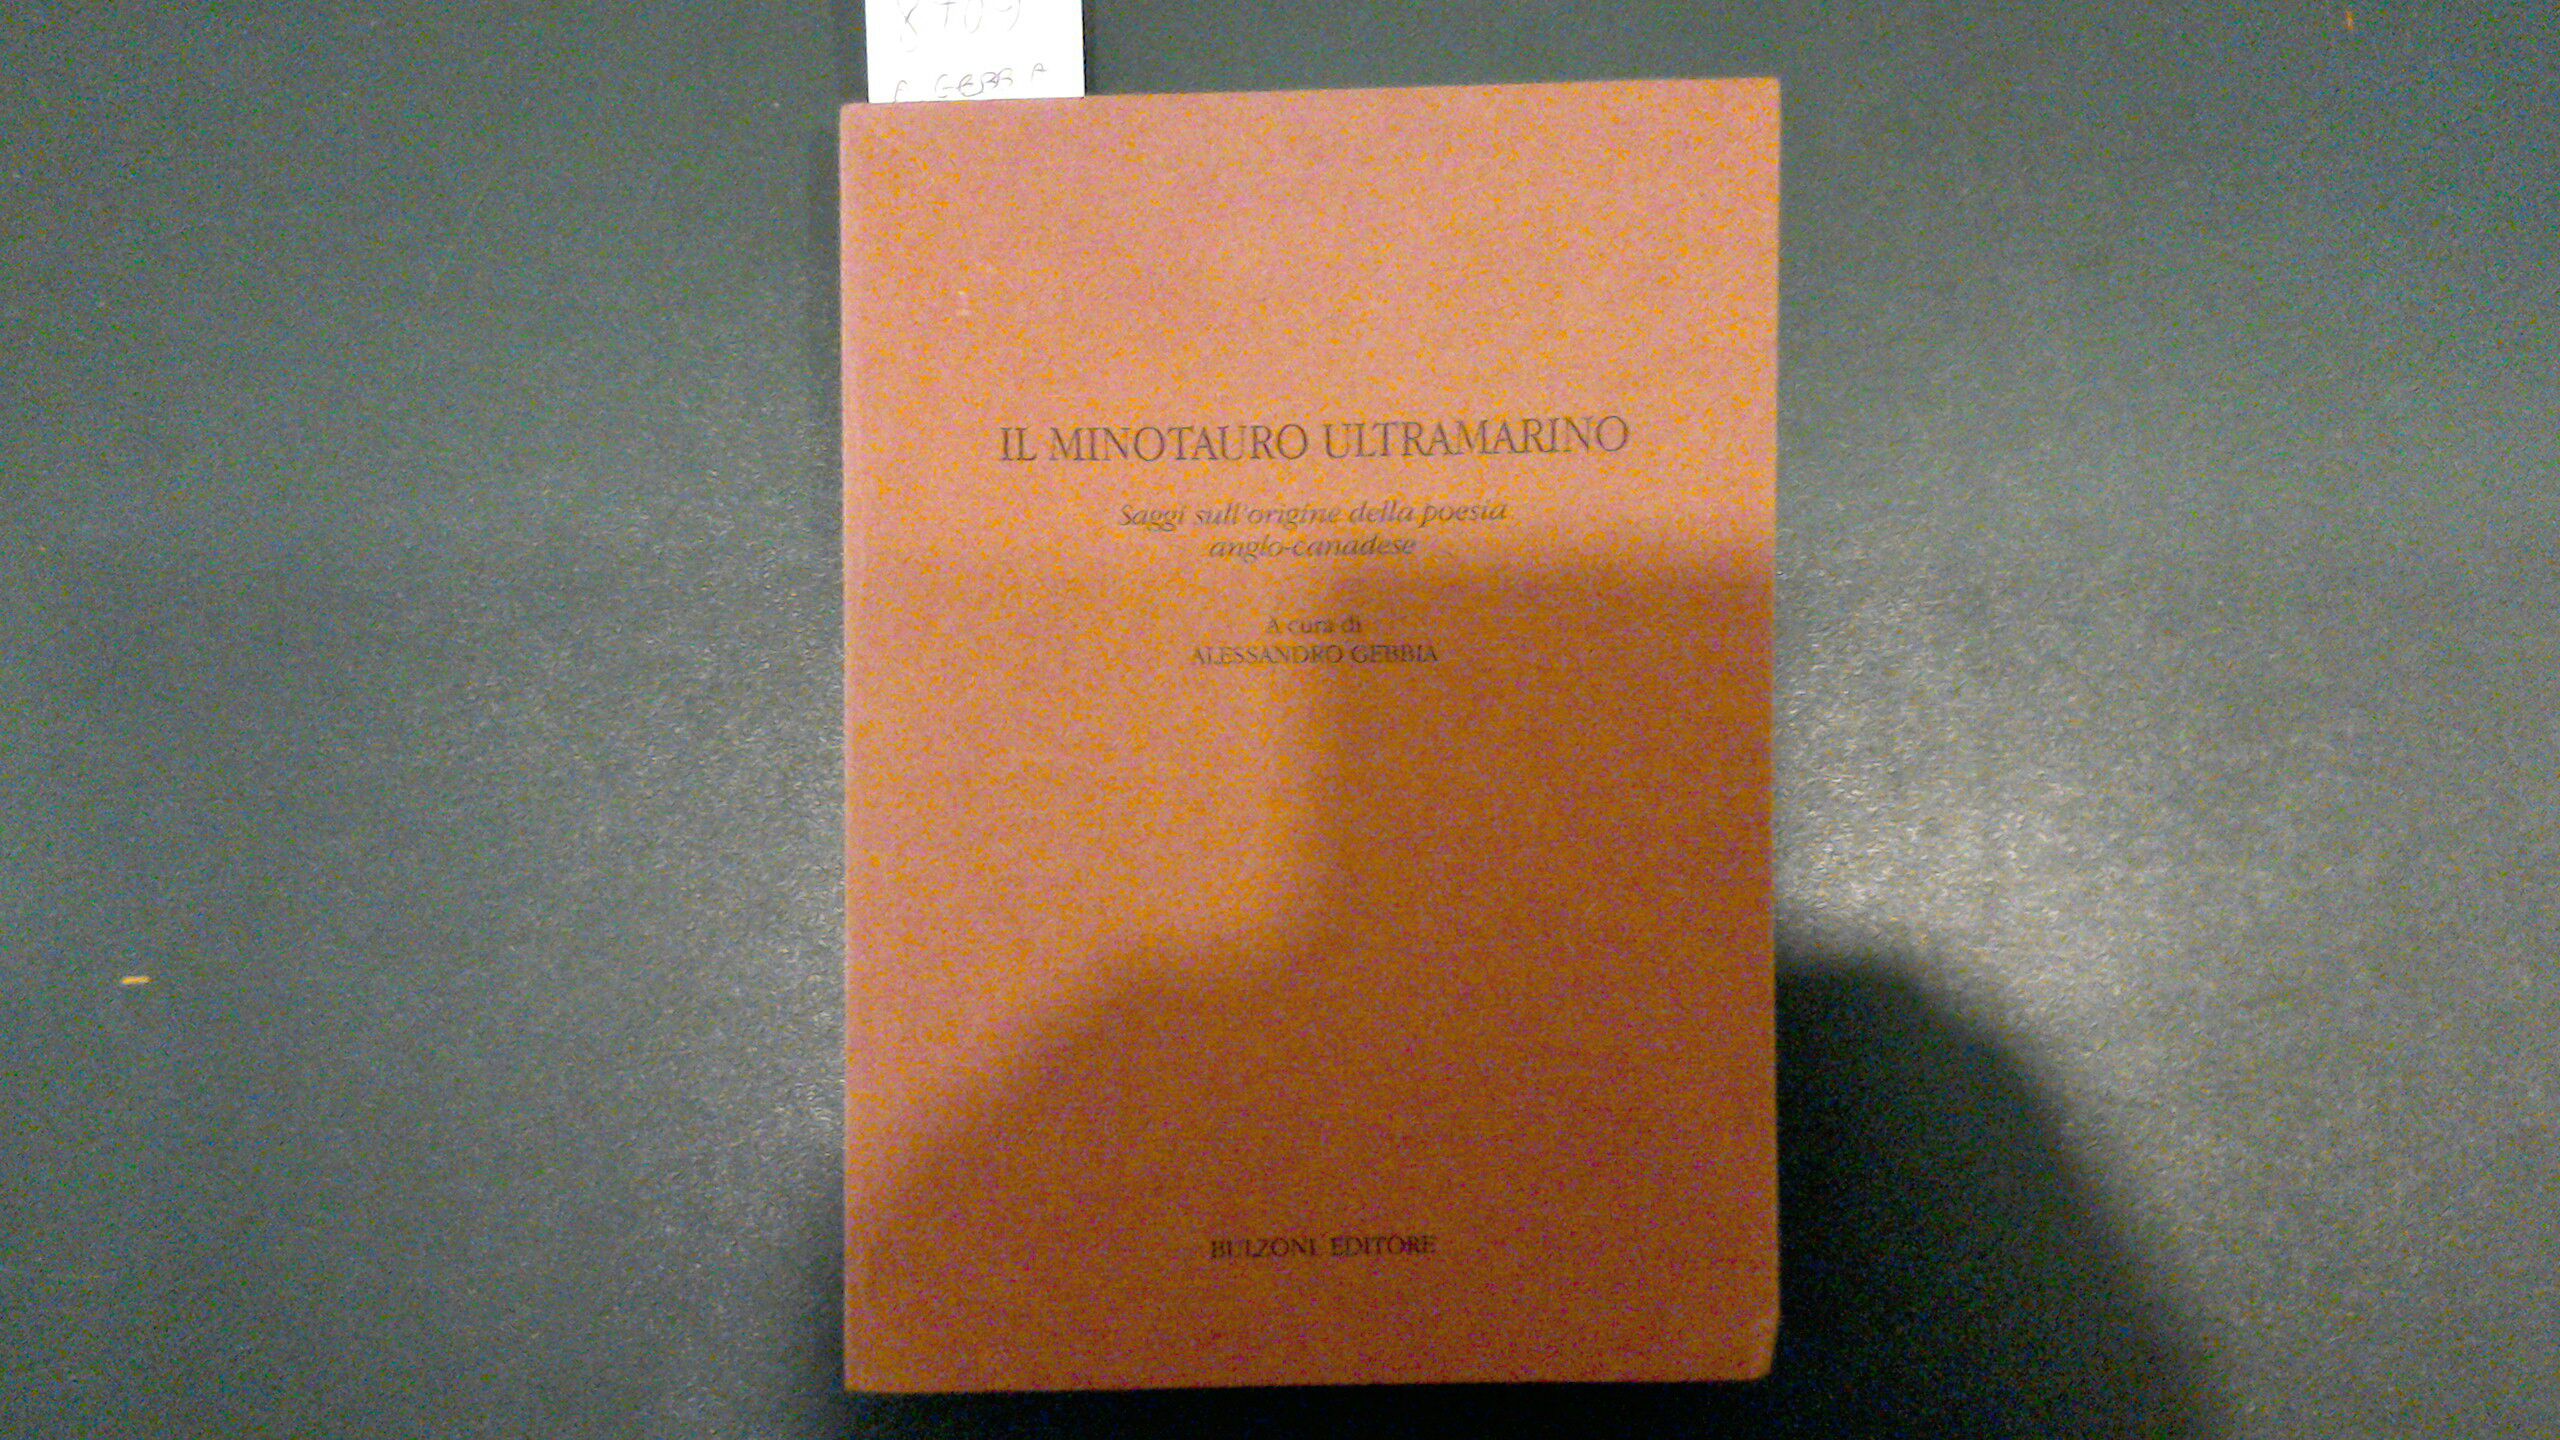 IL MINOTAURO ULTRAMARINO
Saggi sull'origine della poesia
anglo-canadese
A cura di
ALESSANDRO GEBBIA
BULZONI EDITORE